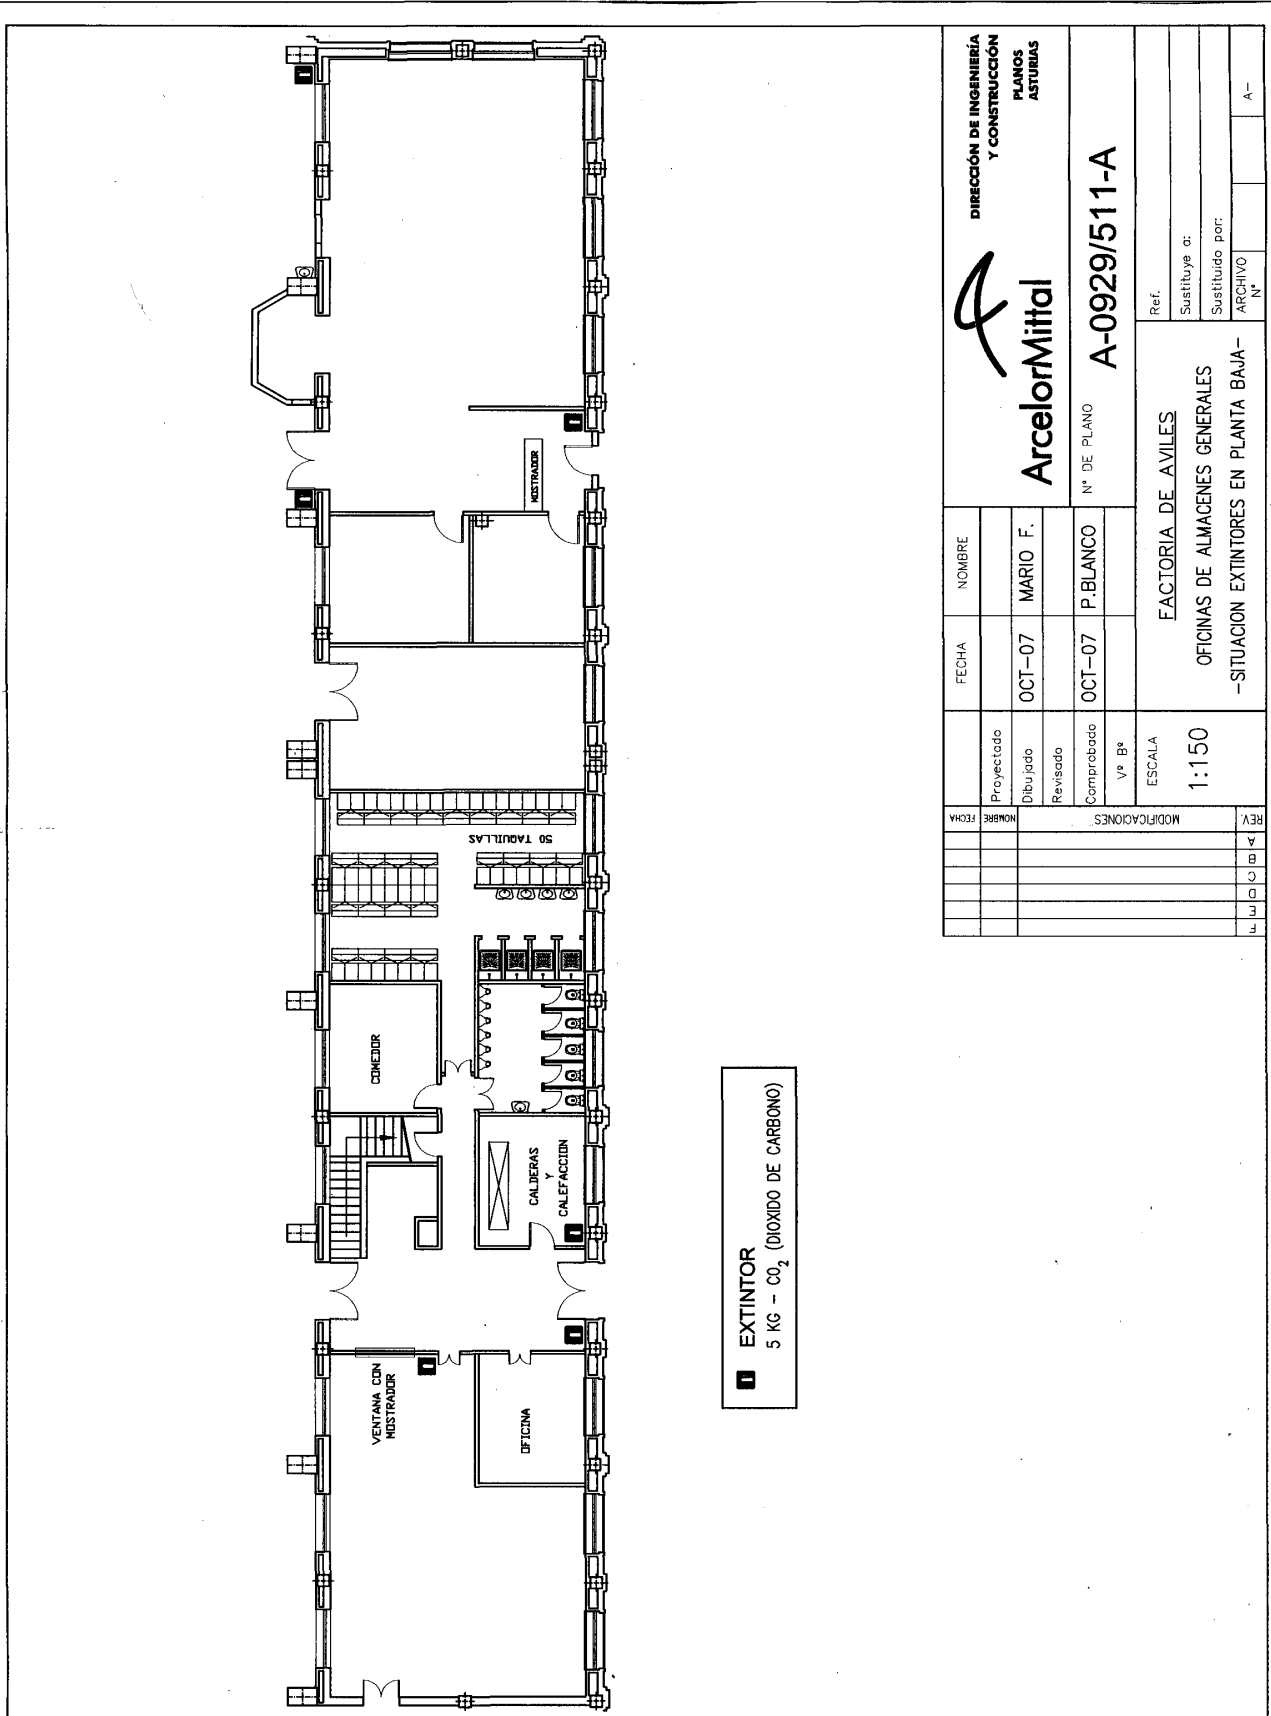 MOSTRADOR
50 TAQUILLAS
COMEDOR
CALDERAS
Y
CALEFACCION
VENTANA CON
MOSTRADOR
OFICINA
EXTINTOR
5 KG - CO₂ (DIOXIDO DE CARBONO)
DIRECCIÓN DE INGENIERÍA
Y CONSTRUCCIÓN
PLANOS
ASTURIAS
ArcelorMittal
Nº DE PLANO
A-0929/511-A
FECHA
NOMBRE
Proyectado
Dibujado
OCT-07
MARIO F.
Revisado
Comprobado
OCT-07
P.BLANCO
Vº Bº
ESCALA
1:150
FACTORIA DE AVILES
OFICINAS DE ALMACENES GENERALES
-SITUACION EXTINTORES EN PLANTA BAJA-
Ref.
Sustituye a:
Sustituido por:
ARCHIVO
Nº
A-
REV.
MODIFICACIONES
NOMBRE
FECHA
A
B
C
D
E
F